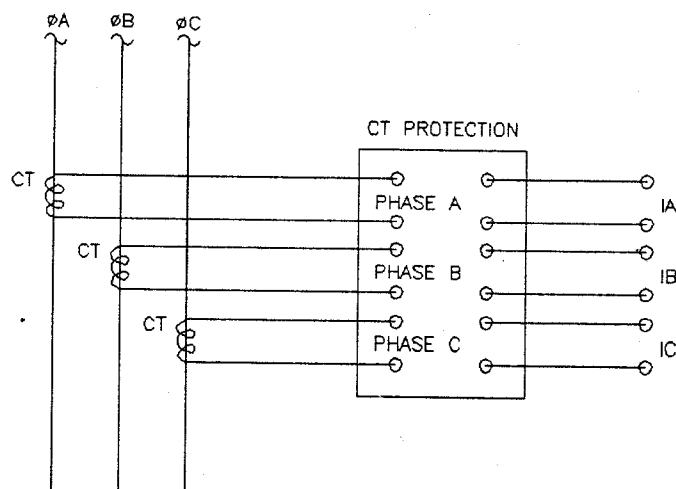 ØA ØB ØC
CT PROTECTION
CT
PHASE A
IA
CT
PHASE B
IB
CT
PHASE C
IC